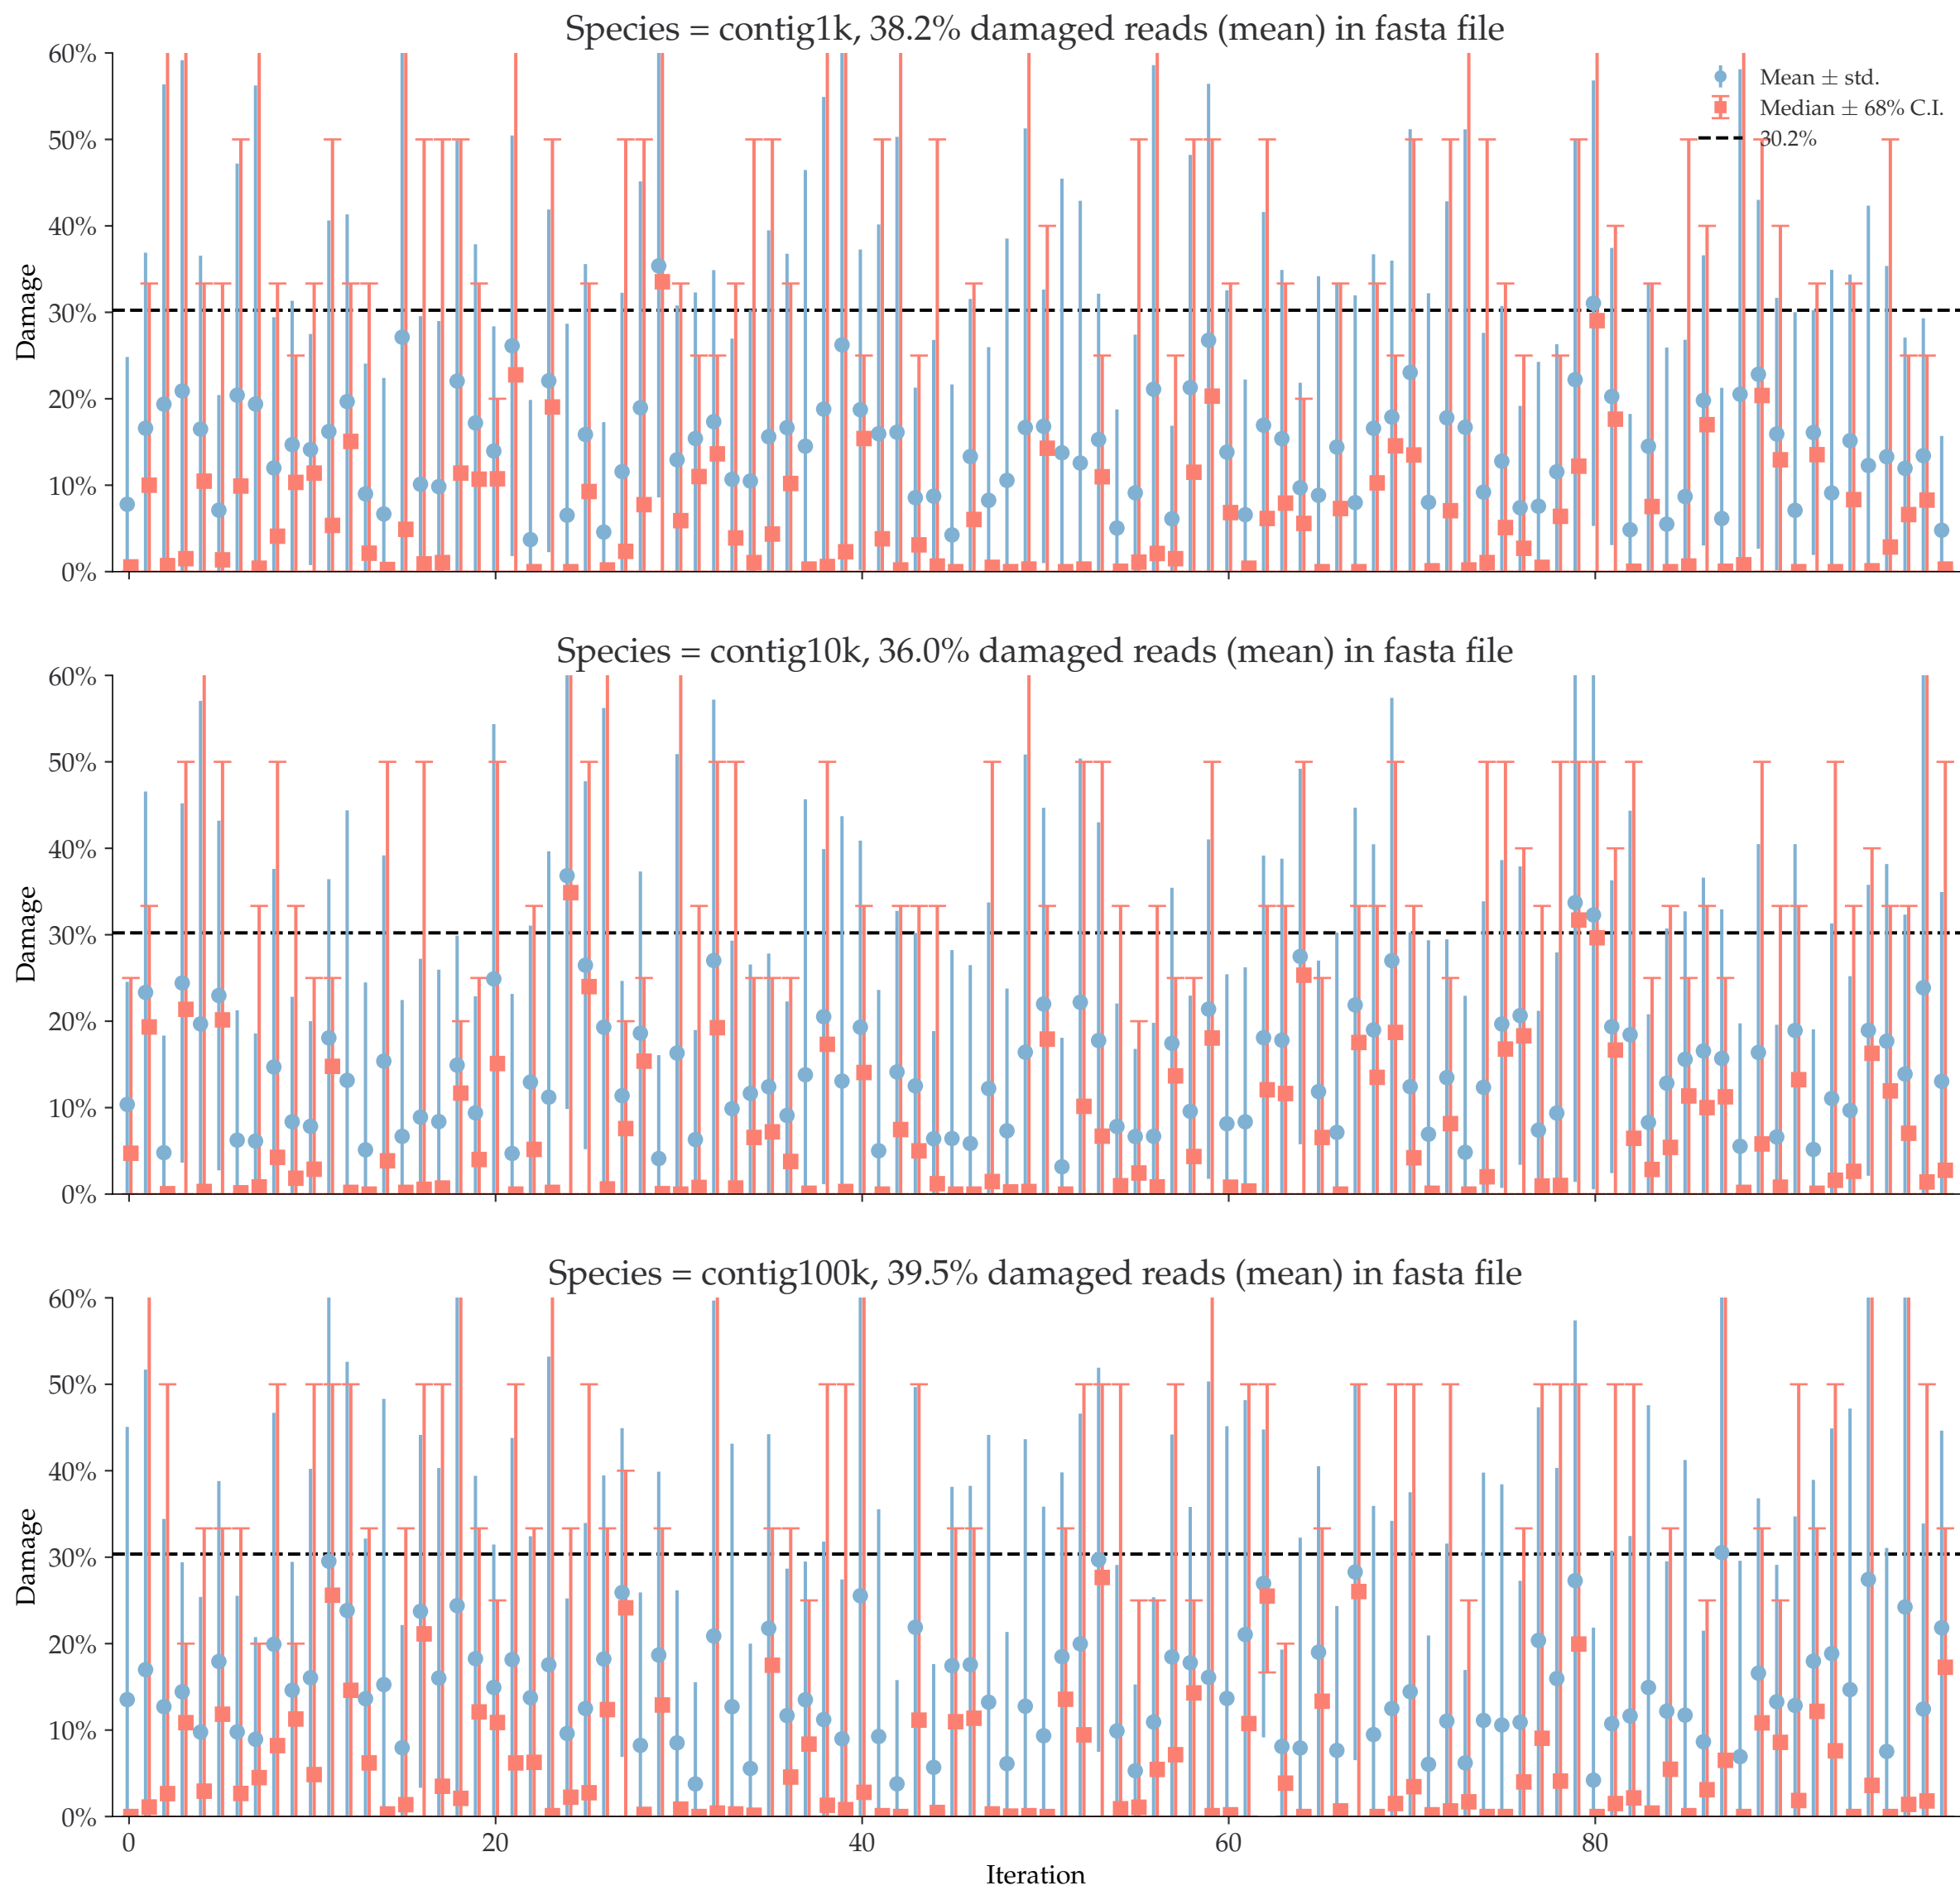 Species = contig1k, 38.2% damaged reads (mean) in fasta file
60%
50%
40%
30%
20%
10%
0%
Damage
Mean ± std.
Median ± 68% C.I.
30.2%
Species = contig10k, 36.0% damaged reads (mean) in fasta file
60%
50%
40%
30%
20%
10%
0%
Damage
Species = contig100k, 39.5% damaged reads (mean) in fasta file
60%
50%
40%
30%
20%
10%
0%
Damage
0 20 40 60 80
Iteration